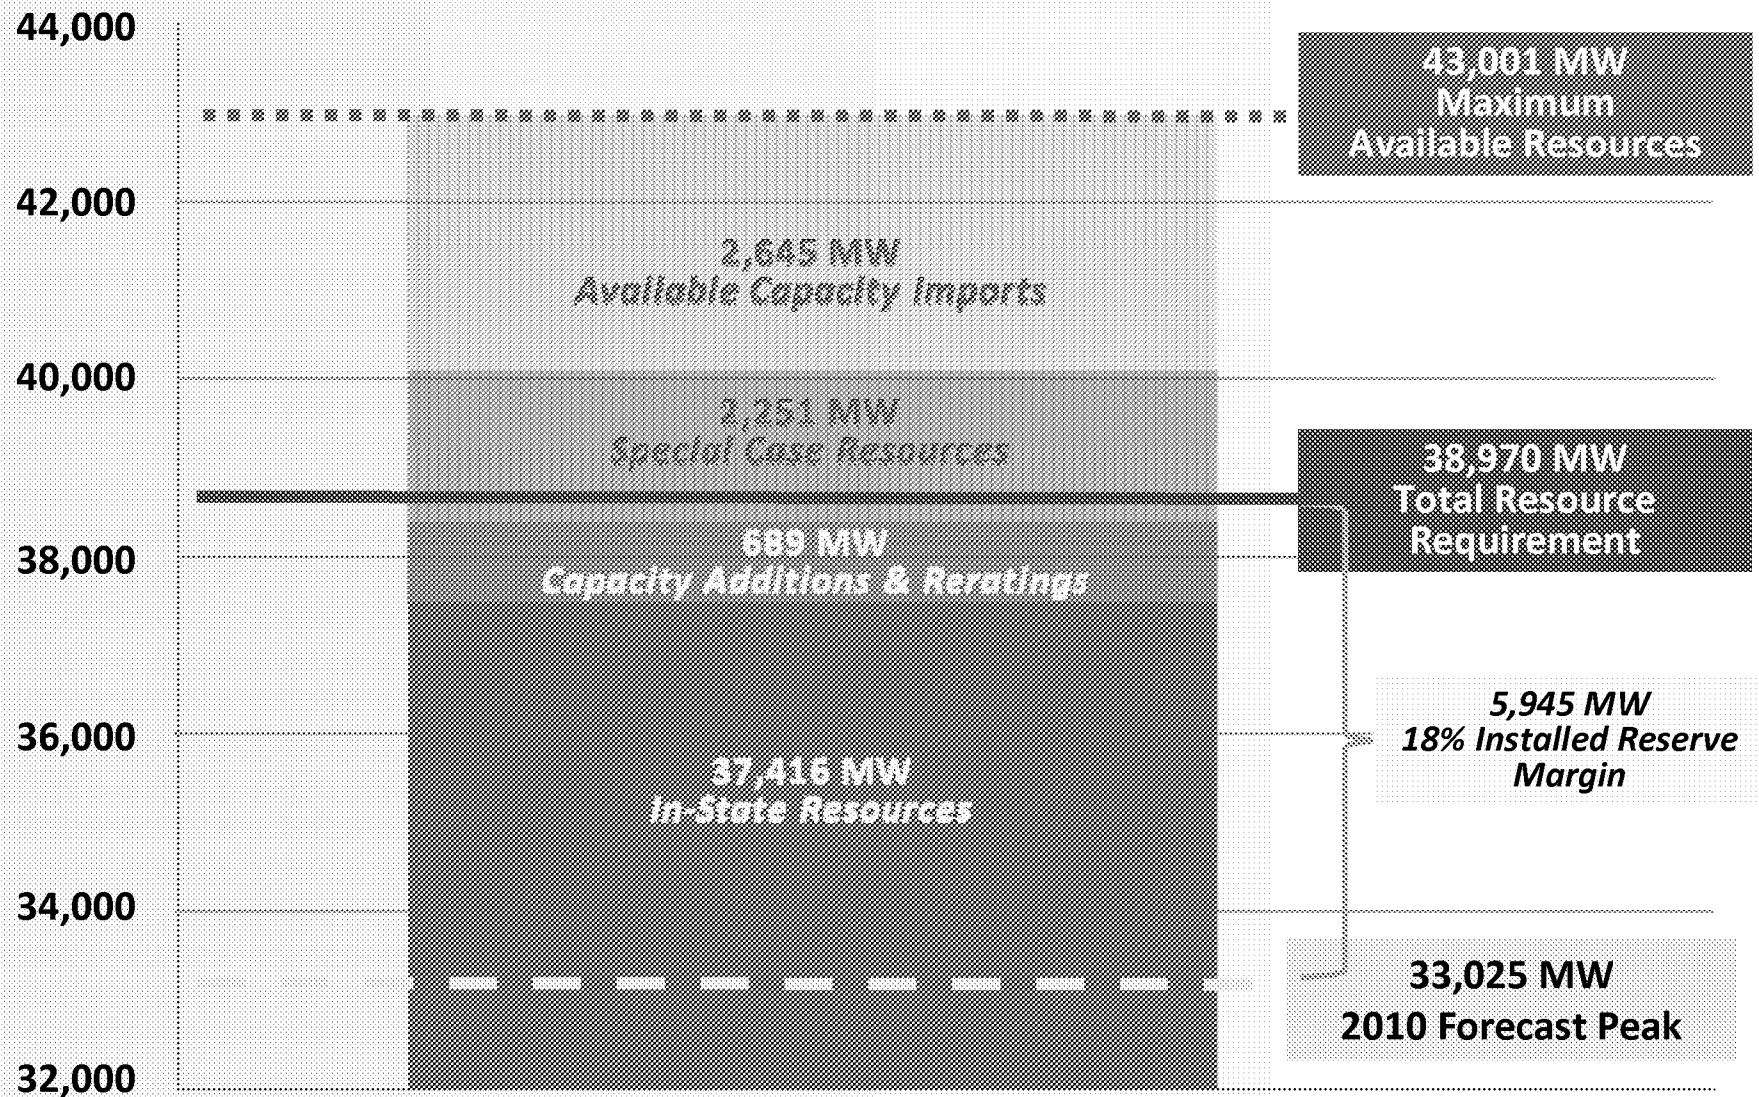 44,000
42,000
40,000
38,000
36,000
34,000
32,000
43,001 MW
Maximum
Available Resources
2,645 MW
Available Capacity Imports
2,251 MW
Special Case Resources
38,970 MW
Total Resource
Requirement
689 MW
Capacity Additions & Reratings
5,945 MW
18% Installed Reserve
Margin
37,416 MW
In-State Resources
33,025 MW
2010 Forecast Peak